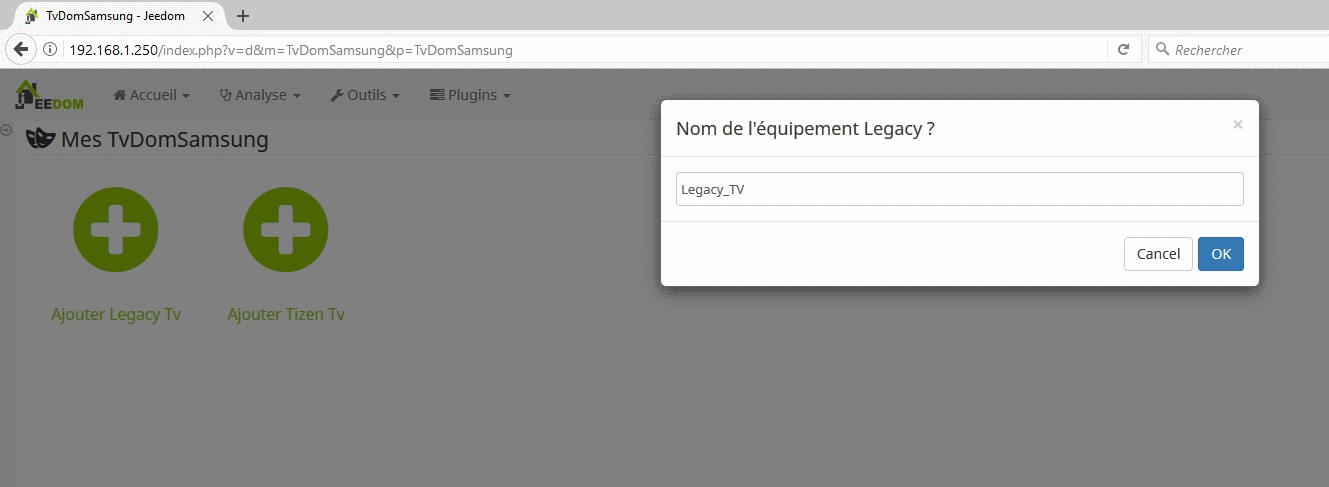 TvDomSamsung - Jeedom
192.168.1.250/index.php?v=d&m=TvDomSamsung&p=TvDomSamsung
Rechercher
JEEDOM
Accueil
Analyse
Outils
Plugins
Mes TvDomSamsung
Ajouter Legacy Tv
Ajouter Tizen Tv
Nom de l'équipement Legacy ?
Legacy_TV
Cancel
OK